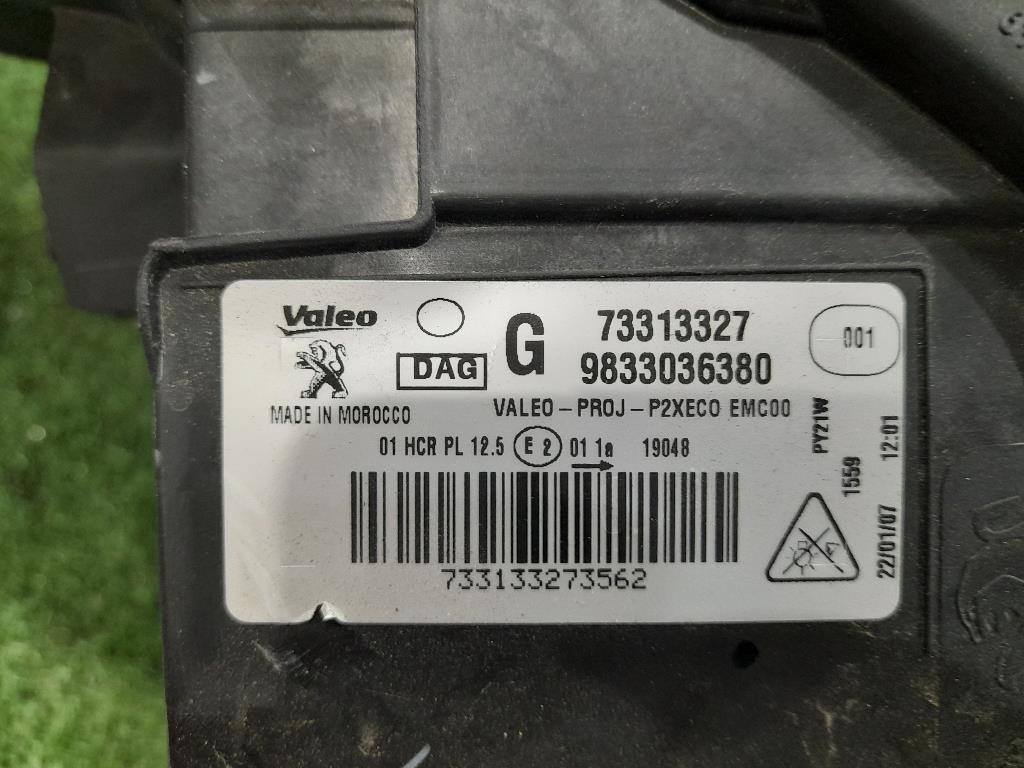 Valeo
DAG
G
73313327
9833036380
001
MADE IN MOROCCO
VALEO-PROJ-P2XECO EMC00
01 HCR PL 12.5 E 2 01 1a 19048
733133273562
PY21W
1559
22/01/07 12:01